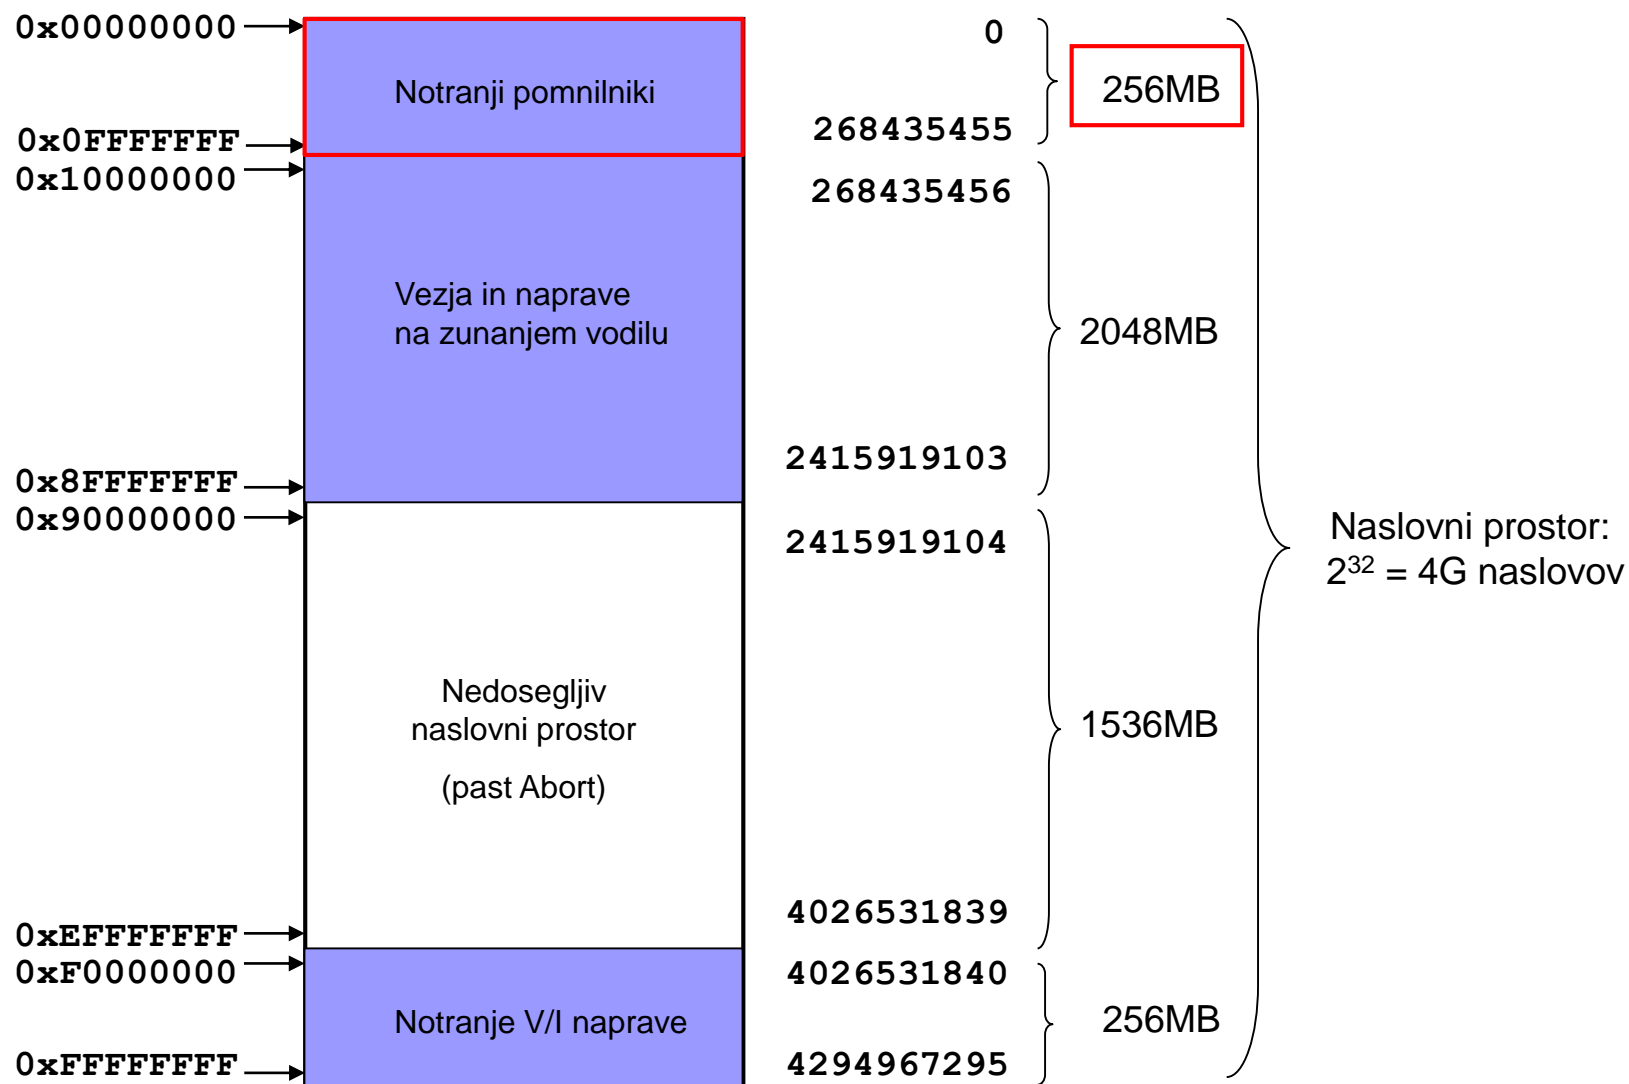 0x00000000
0
Notranji pomnilniki
256MB
0x0FFFFFFF
268435455
0x10000000
268435456
Vezja in naprave
na zunanjem vodilu
2048MB
0x8FFFFFFF
2415919103
0x90000000
2415919104
Naslovni prostor:
2³² = 4G naslovov
Nedosegljiv
naslovni prostor
(past Abort)
1536MB
0xEFFFFFFF
4026531839
0xF0000000
4026531840
Notranje V/I naprave
256MB
0xFFFFFFFF
4294967295